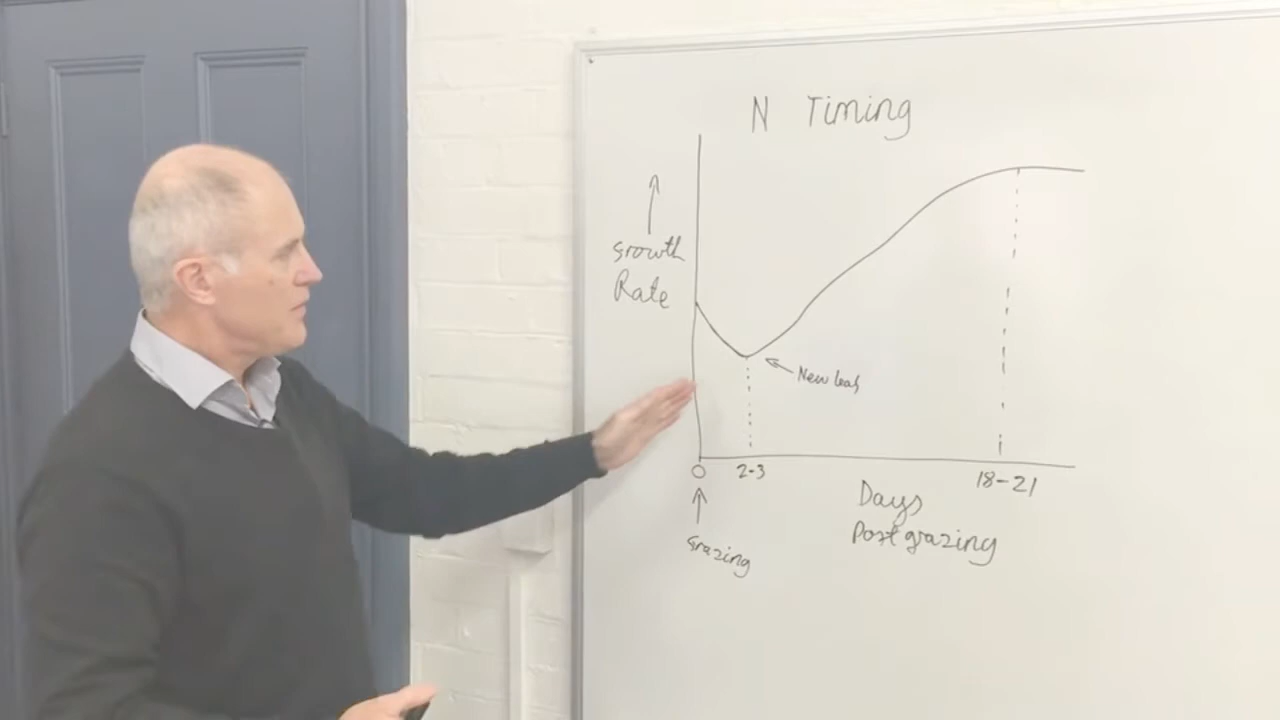 N Timing
Growth
Rate
New leaf
0
2-3
18-21
Days
Post grazing
Grazing